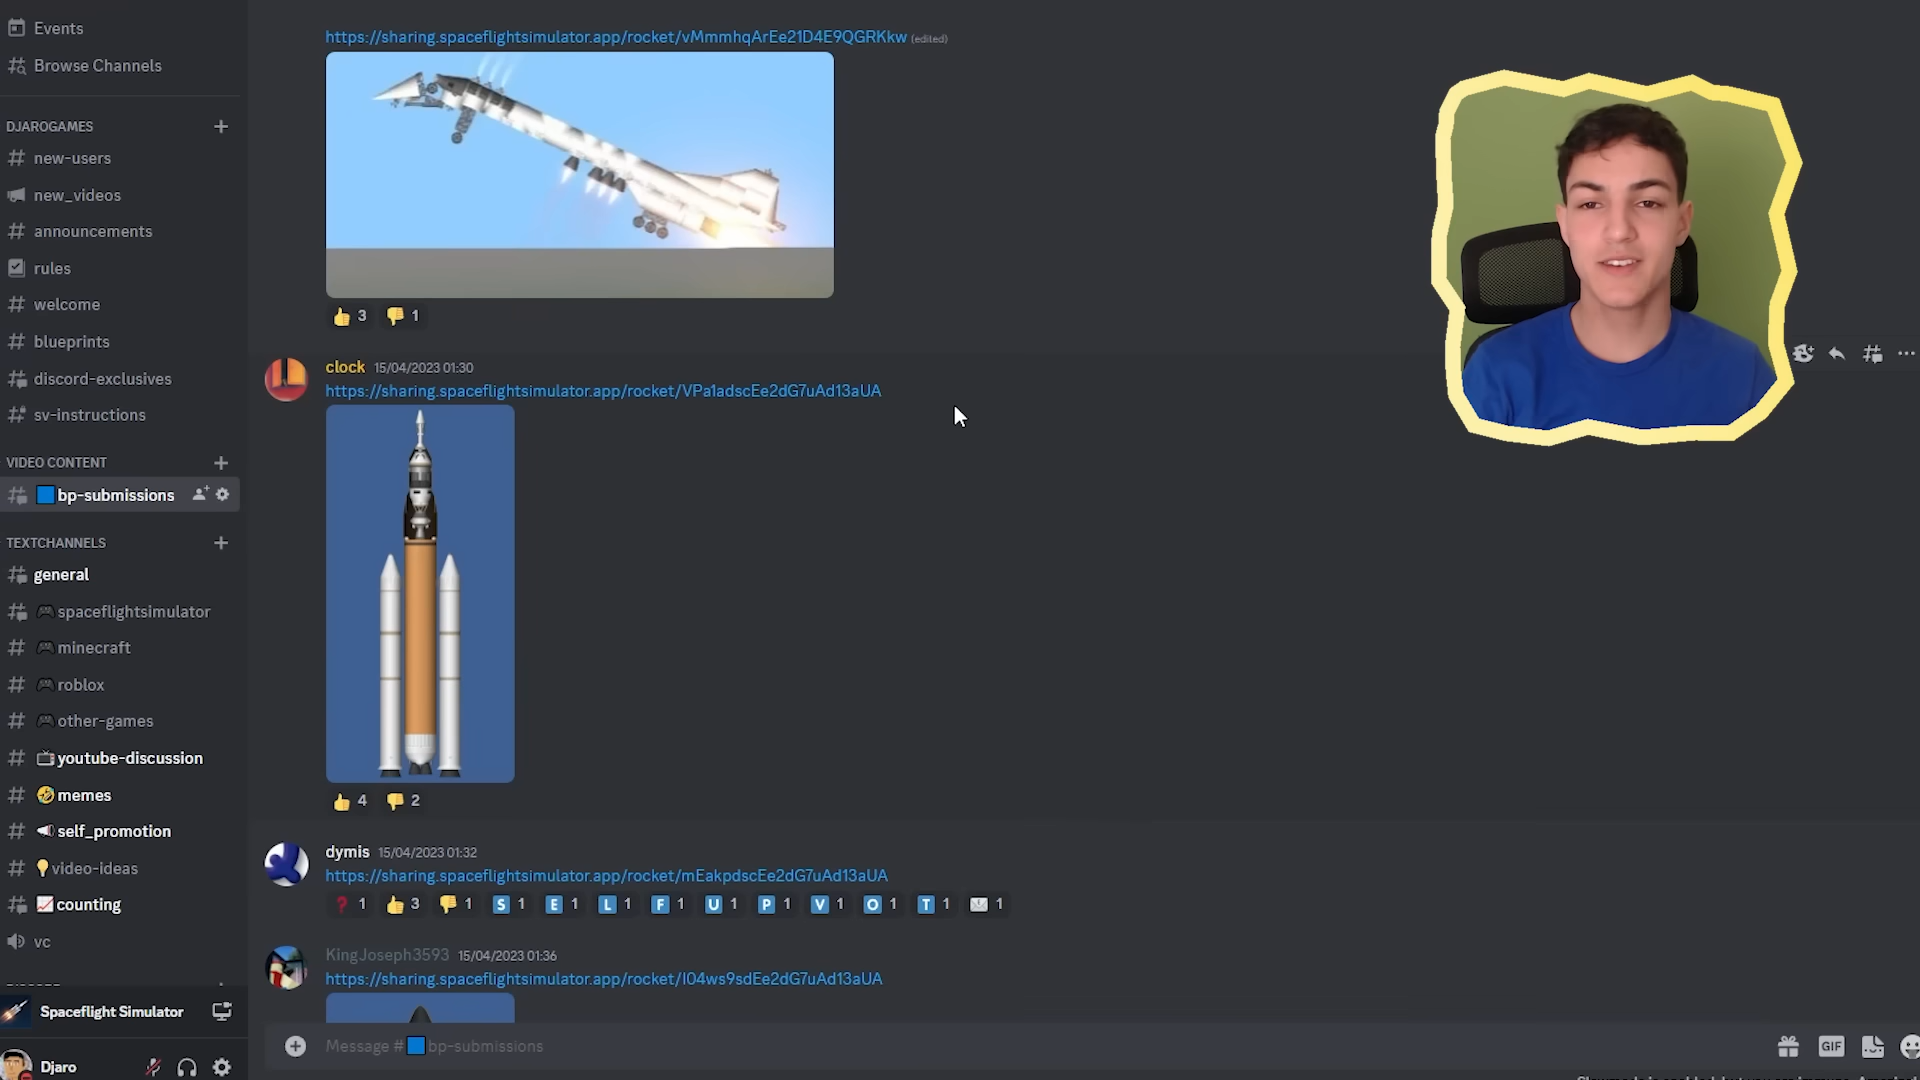 Events
Browse Channels
DJAROGAMES
new-users
new_videos
announcements
rules
welcome
blueprints
discord-exclusives
sv-instructions
VIDEO CONTENT
bp-submissions
TEXTCHANNELS
general
spaceflightsimulator
minecraft
roblox
other-games
youtube-discussion
memes
self_promotion
video-ideas
counting
vc
Spaceflight Simulator
Djaro
https://sharing.spaceflightsimulator.app/rocket/vMmmhqArEe21D4E9QGRKkw (edited)
3 1
clock 15/04/2023 01:30
https://sharing.spaceflightsimulator.app/rocket/VPa1adscEe2dG7uAd13aUA
4 2
dymis 15/04/2023 01:32
https://sharing.spaceflightsimulator.app/rocket/mEakpdscEe2dG7uAd13aUA
1 3 1 S 1 E 1 L 1 F 1 U 1 P 1 V 1 O 1 T 1 1
KingJoseph3593 15/04/2023 01:36
https://sharing.spaceflightsimulator.app/rocket/I04ws9sdEe2dG7uAd13aUA
Message # bp-submissions
GIF